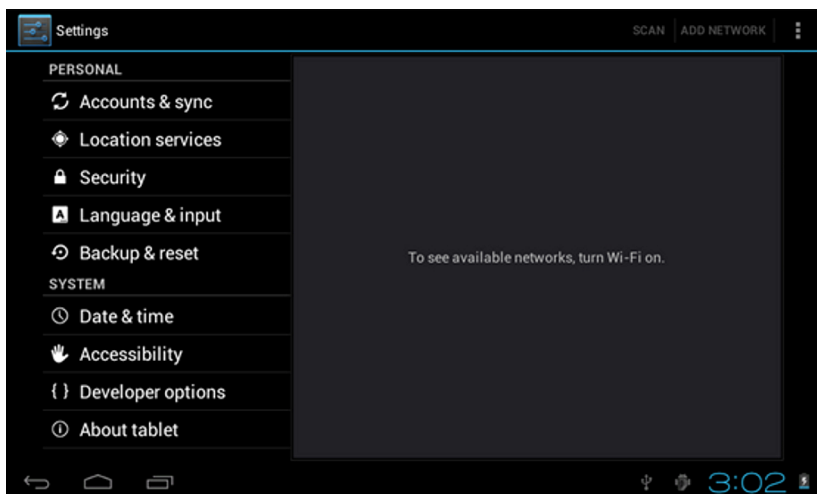 Settings
SCAN
ADD NETWORK
PERSONAL
Accounts & sync
Location services
Security
Language & input
Backup & reset
SYSTEM
Date & time
Accessibility
{ } Developer options
About tablet
To see available networks, turn Wi-Fi on.
3:02